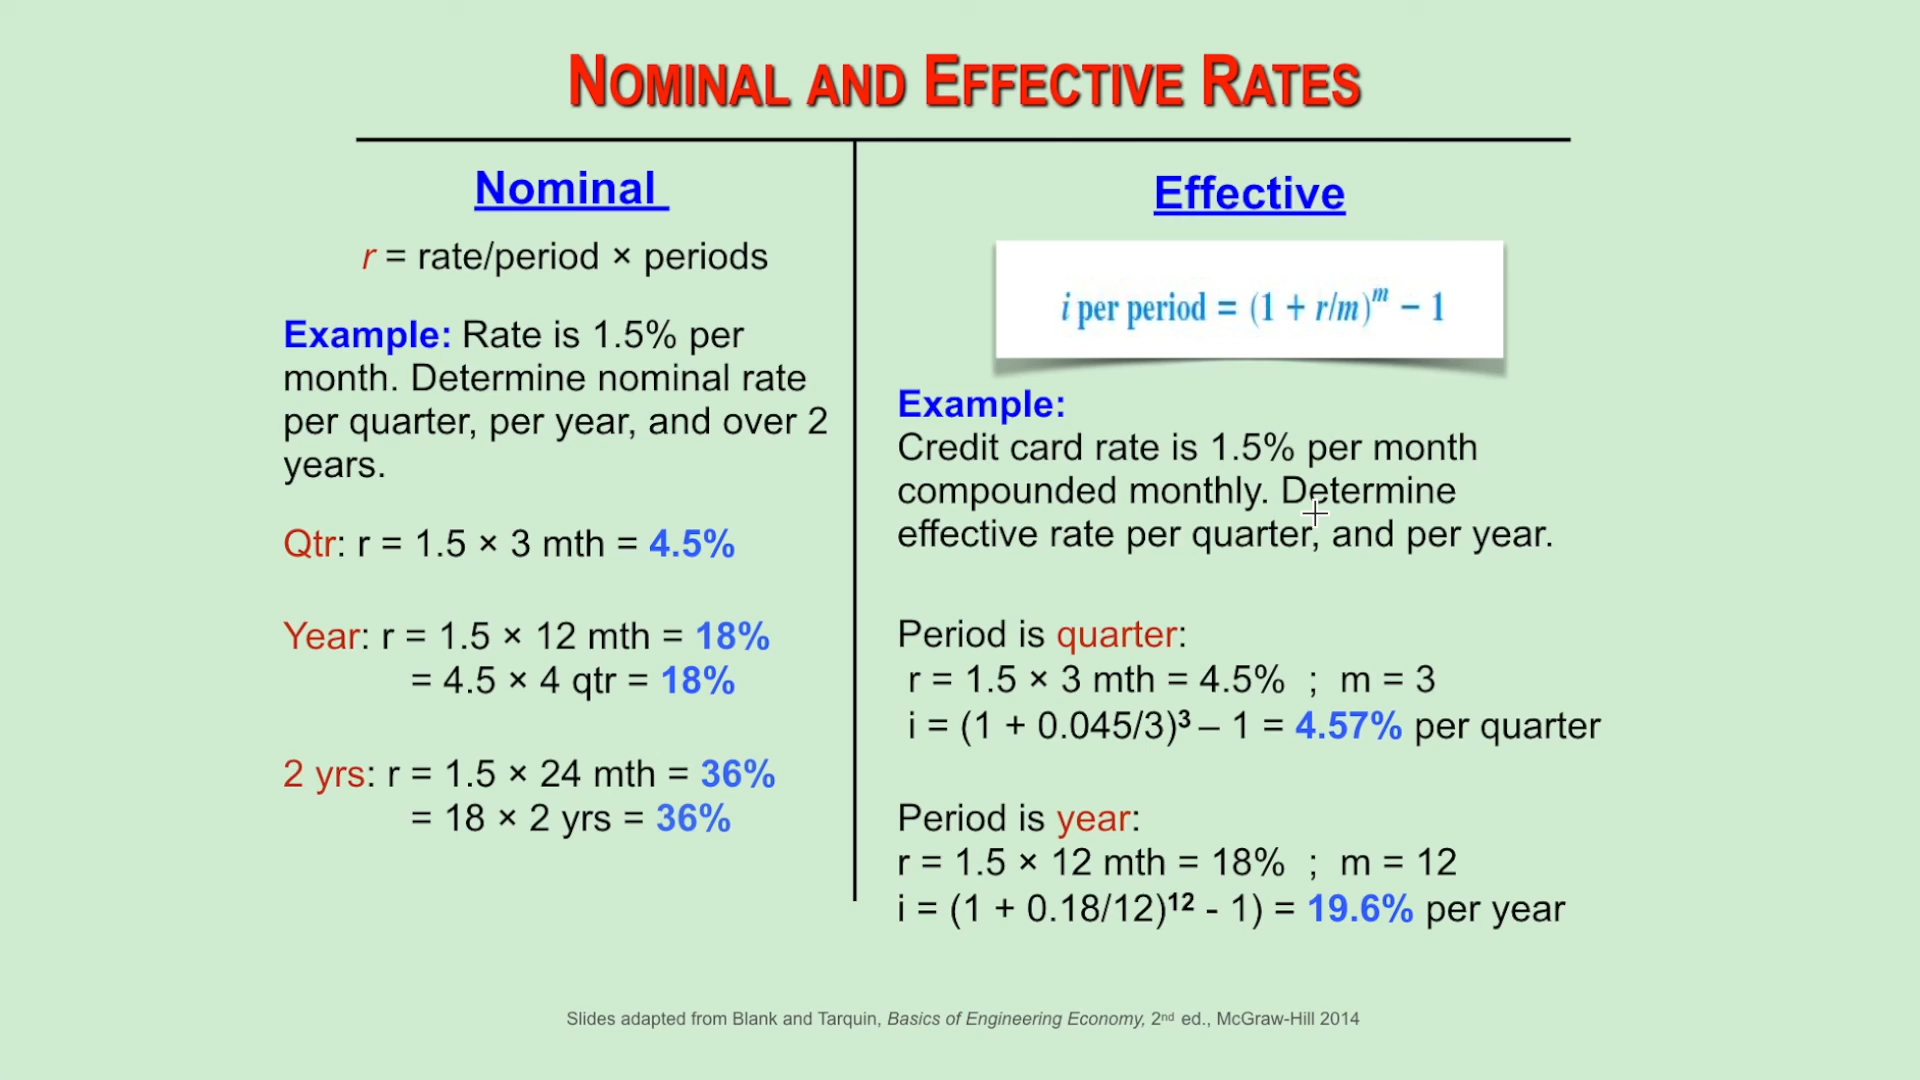 NOMINAL AND EFFECTIVE RATES
Nominal
r = rate/period × periods
Example: Rate is 1.5% per
month. Determine nominal rate
per quarter, per year, and over 2
years.
Qtr: r = 1.5 × 3 mth = 4.5%
Year: r = 1.5 × 12 mth = 18%
= 4.5 × 4 qtr = 18%
2 yrs: r = 1.5 × 24 mth = 36%
= 18 × 2 yrs = 36%
Effective
i per period = (1 + r/m)ᵐ − 1
Example:
Credit card rate is 1.5% per month
compounded monthly. Determine
effective rate per quarter, and per year.
Period is quarter:
r = 1.5 × 3 mth = 4.5% ; m = 3
i = (1 + 0.045/3)³ – 1 = 4.57% per quarter
Period is year:
r = 1.5 × 12 mth = 18% ; m = 12
i = (1 + 0.18/12)¹² - 1) = 19.6% per year
Slides adapted from Blank and Tarquin, Basics of Engineering Economy, 2ⁿᵈ ed., McGraw-Hill 2014